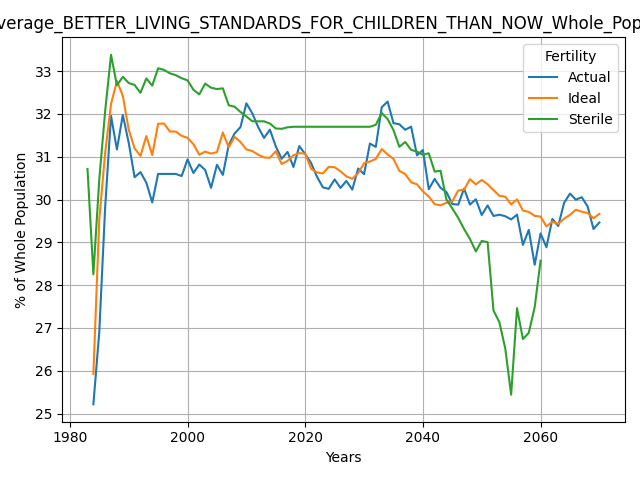 verage_BETTER_LIVING_STANDARDS_FOR_CHILDREN_THAN_NOW_Whole_Pop
Fertility
Actual
Ideal
Sterile
% of Whole Population
33
32
31
30
29
28
27
26
25
1980 2000 2020 2040 2060
Years